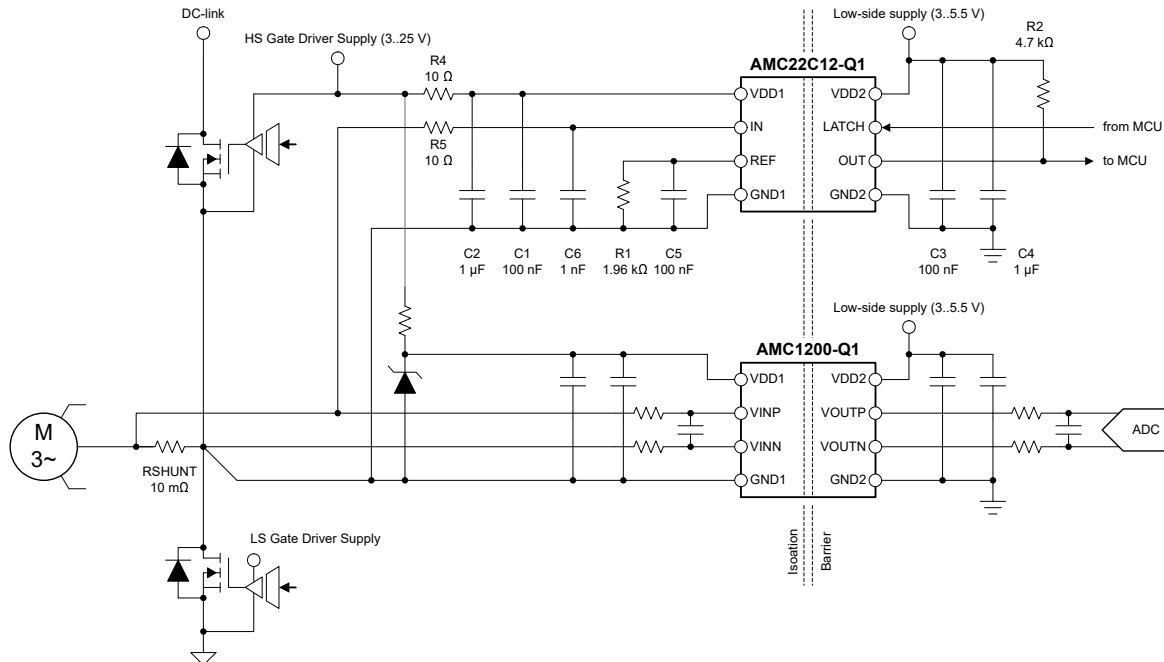 DC-link
HS Gate Driver Supply (3..25 V)
Low-side supply (3..5.5 V)
R2
4.7 kΩ
R4
10 Ω
AMC22C12-Q1
VDD1
VDD2
IN
LATCH
from MCU
R5
10 Ω
REF
OUT
to MCU
GND1
GND2
C2
1 µF
C1
100 nF
C6
1 nF
R1
1.96 kΩ
C5
100 nF
C3
100 nF
C4
1 µF
Low-side supply (3..5.5 V)
AMC1200-Q1
VDD1
VDD2
VINP
VOUTP
M
3~
ADC
VINN
VOUTN
RSHUNT
10 mΩ
GND1
GND2
LS Gate Driver Supply
Isoation
Barrier